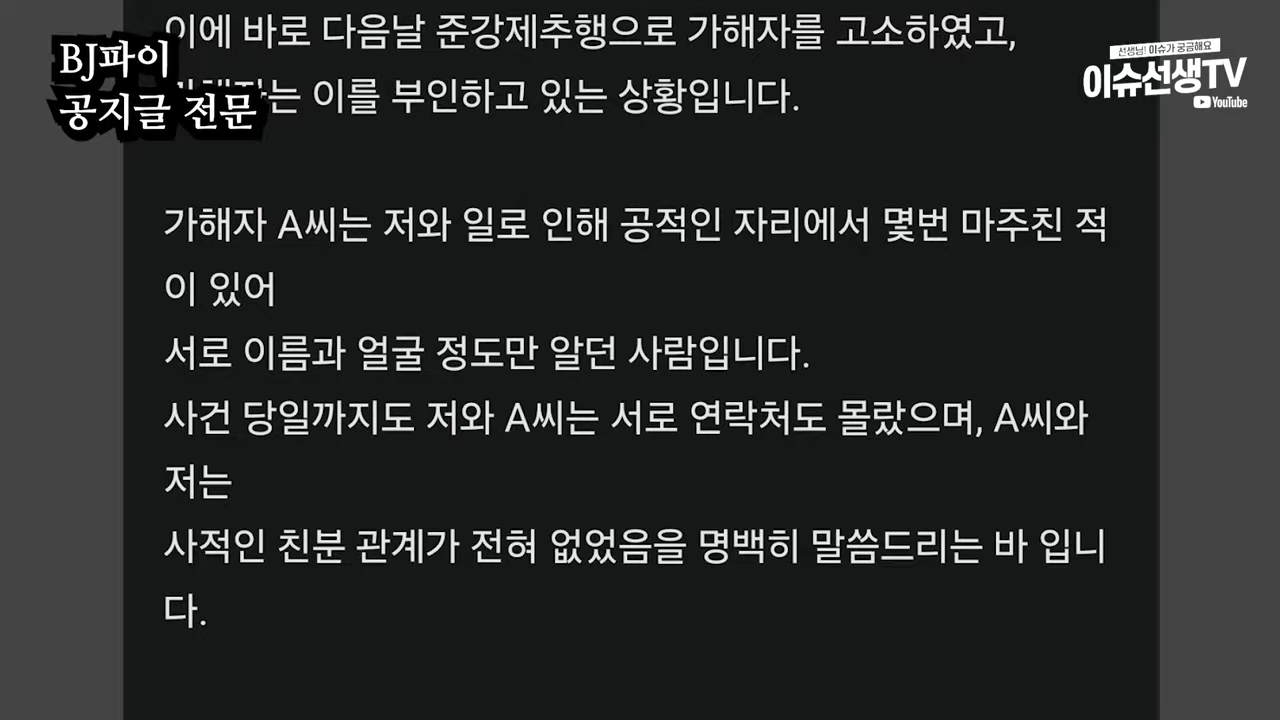 이에 바로 다음날 준강제추행으로 가해자를 고소하였고,
BJ파이
공지글 전문
가해자는 이를 부인하고 있는 상황입니다.
선생님! 이슈가 궁금해요
이슈선생TV
YouTube
가해자 A씨는 저와 일로 인해 공적인 자리에서 몇번 마주친 적
이 있어
서로 이름과 얼굴 정도만 알던 사람입니다.
사건 당일까지도 저와 A씨는 서로 연락처도 몰랐으며, A씨와
저는
사적인 친분 관계가 전혀 없었음을 명백히 말씀드리는 바 입니
다.